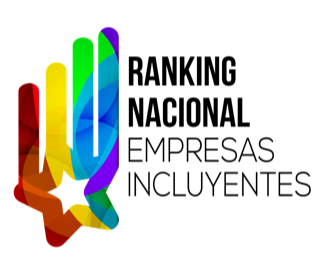 RANKING
NACIONAL
EMPRESAS
INCLUYENTES